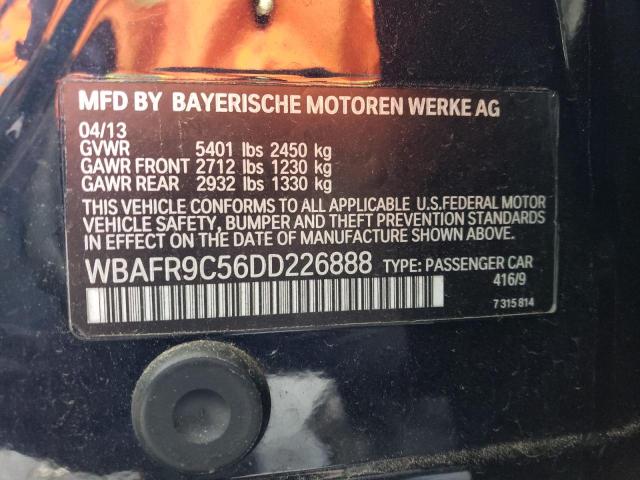 MFD BY BAYERISCHE MOTOREN WERKE AG
04/13
GVWR 5401 lbs 2450 kg
GAWR FRONT 2712 lbs 1230 kg
GAWR REAR 2932 lbs 1330 kg
THIS VEHICLE CONFORMS TO ALL APPLICABLE U.S.FEDERAL MOTOR
VEHICLE SAFETY, BUMPER AND THEFT PREVENTION STANDARDS
IN EFFECT ON THE DATE OF MANUFACTURE SHOWN ABOVE.
WBAFR9C56DD226888 TYPE: PASSENGER CAR
416/9
7 315 814